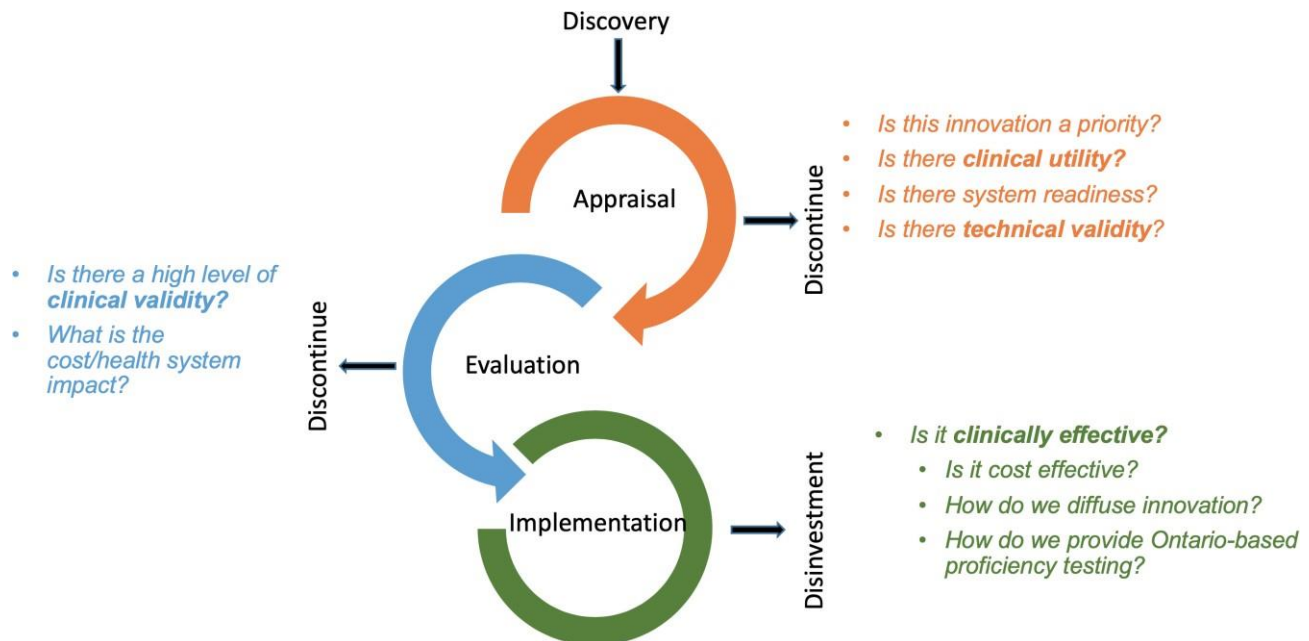 Discovery
• Is this innovation a priority?
• Is there clinical utility?
• Is there system readiness?
• Is there technical validity?
Appraisal
Discontinue
• Is there a high level of
clinical validity?
• What is the
cost/health system
impact?
Discontinue
Evaluation
• Is it clinically effective?
• Is it cost effective?
• How do we diffuse innovation?
• How do we provide Ontario-based
proficiency testing?
Implementation
Disinvestment